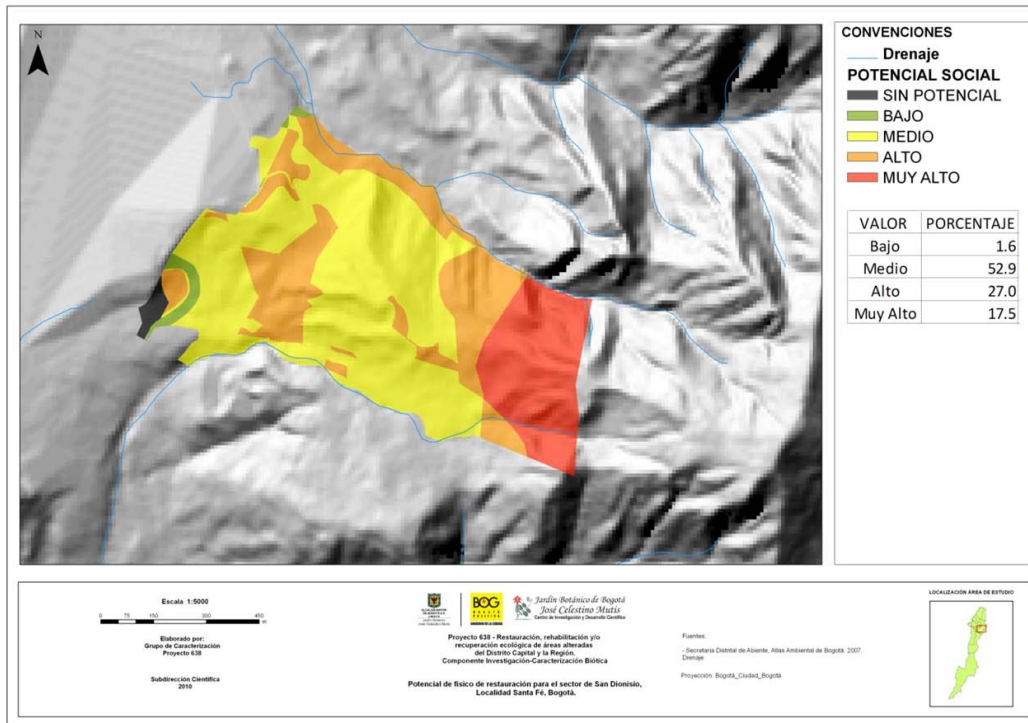 N
CONVENCIONES
Drenaje
POTENCIAL SOCIAL
SIN POTENCIAL
BAJO
MEDIO
ALTO
MUY ALTO
VALOR PORCENTAJE
Bajo 1.6
Medio 52.9
Alto 27.0
Muy Alto 17.5
Escala 1:5000
0 75 150 300 450
m
Elaborado por:
Grupo de Caracterización
Proyecto 638
Subdirección Científica
2010
BOG
Jardín Botánico de Bogotá
José Celestino Mutis
Centro de Investigación y Desarrollo Científico
Proyecto 638 - Restauración, rehabilitación y/o
recuperación ecológica de áreas alteradas
del Distrito Capital y la Región.
Componente Investigación-Caracterización Biótica
Potencial de fisico de restauración para el sector de San Dionisio,
Localidad Santa Fé, Bogotá.
Fuentes:
- Secretaria Distrital de Abiente, Atlas Ambiental de Bogotá. 2007.
Drenaje
Proyección: Bogotá_Ciudad_Bogotá
LOCALIZACIÓN ÁREA DE ESTUDIO